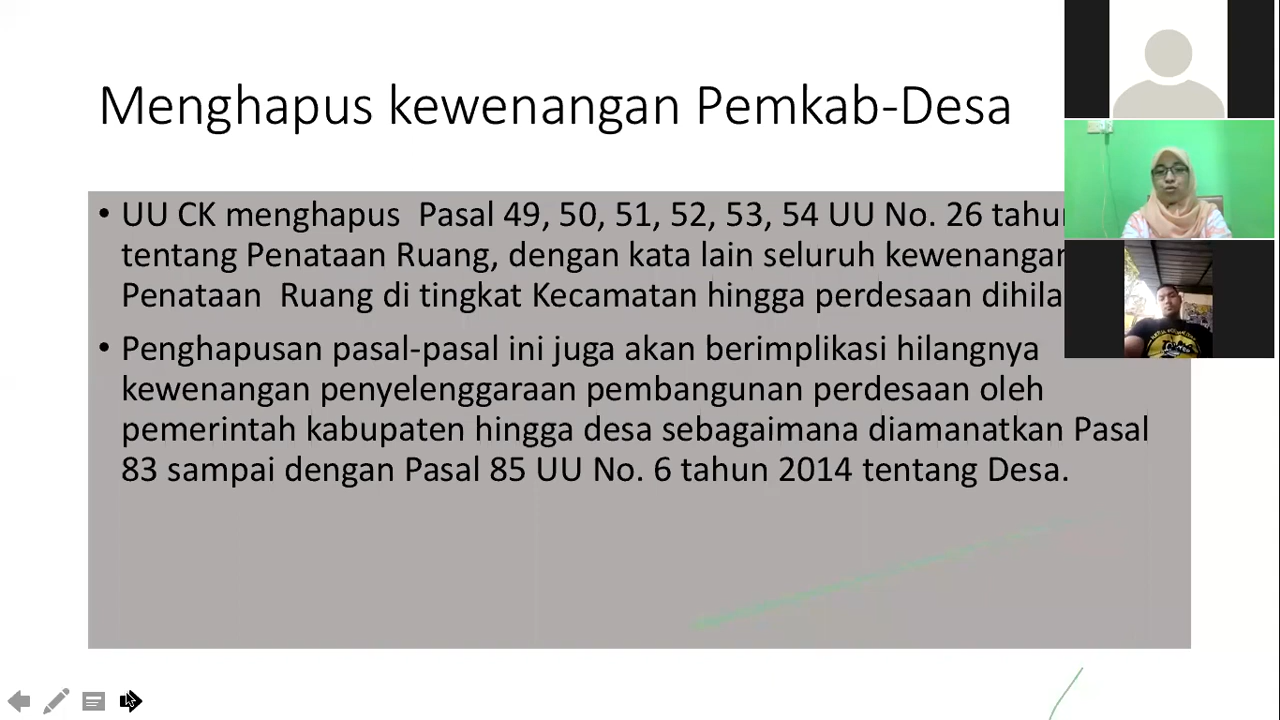 Menghapus kewenangan Pemkab-Desa
• UU CK menghapus Pasal 49, 50, 51, 52, 53, 54 UU No. 26
tentang Penataan Ruang, dengan kata lain seluruh
Penataan Ruang di tingkat Kecamatan hingga perdesaan
• Penghapusan pasal-pasal ini juga akan berimplikasi hilangnya
kewenangan penyelenggaraan pembangunan perdesaan oleh
pemerintah kabupaten hingga desa sebagaimana diamanatkan Pasal
83 sampai dengan Pasal 85 UU No. 6 tahun 2014 tentang Desa.